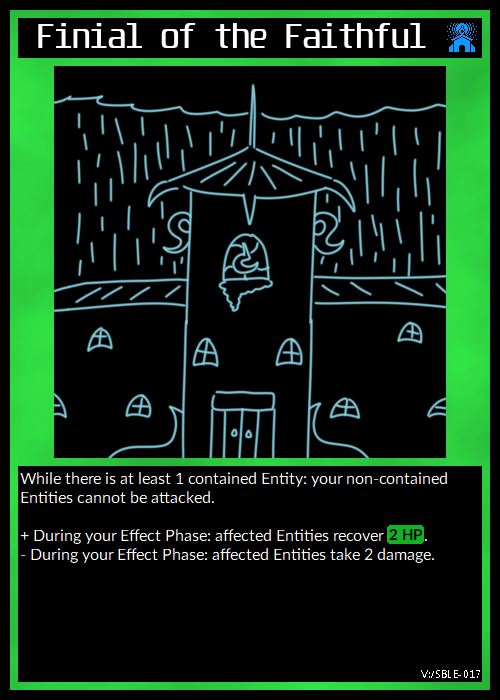 Finial of the Faithful
While there is at least 1 contained Entity: your non-contained
Entities cannot be attacked.
+ During your Effect Phase: affected Entities recover 2 HP.
- During your Effect Phase: affected Entities take 2 damage.
V:/SBLE-017